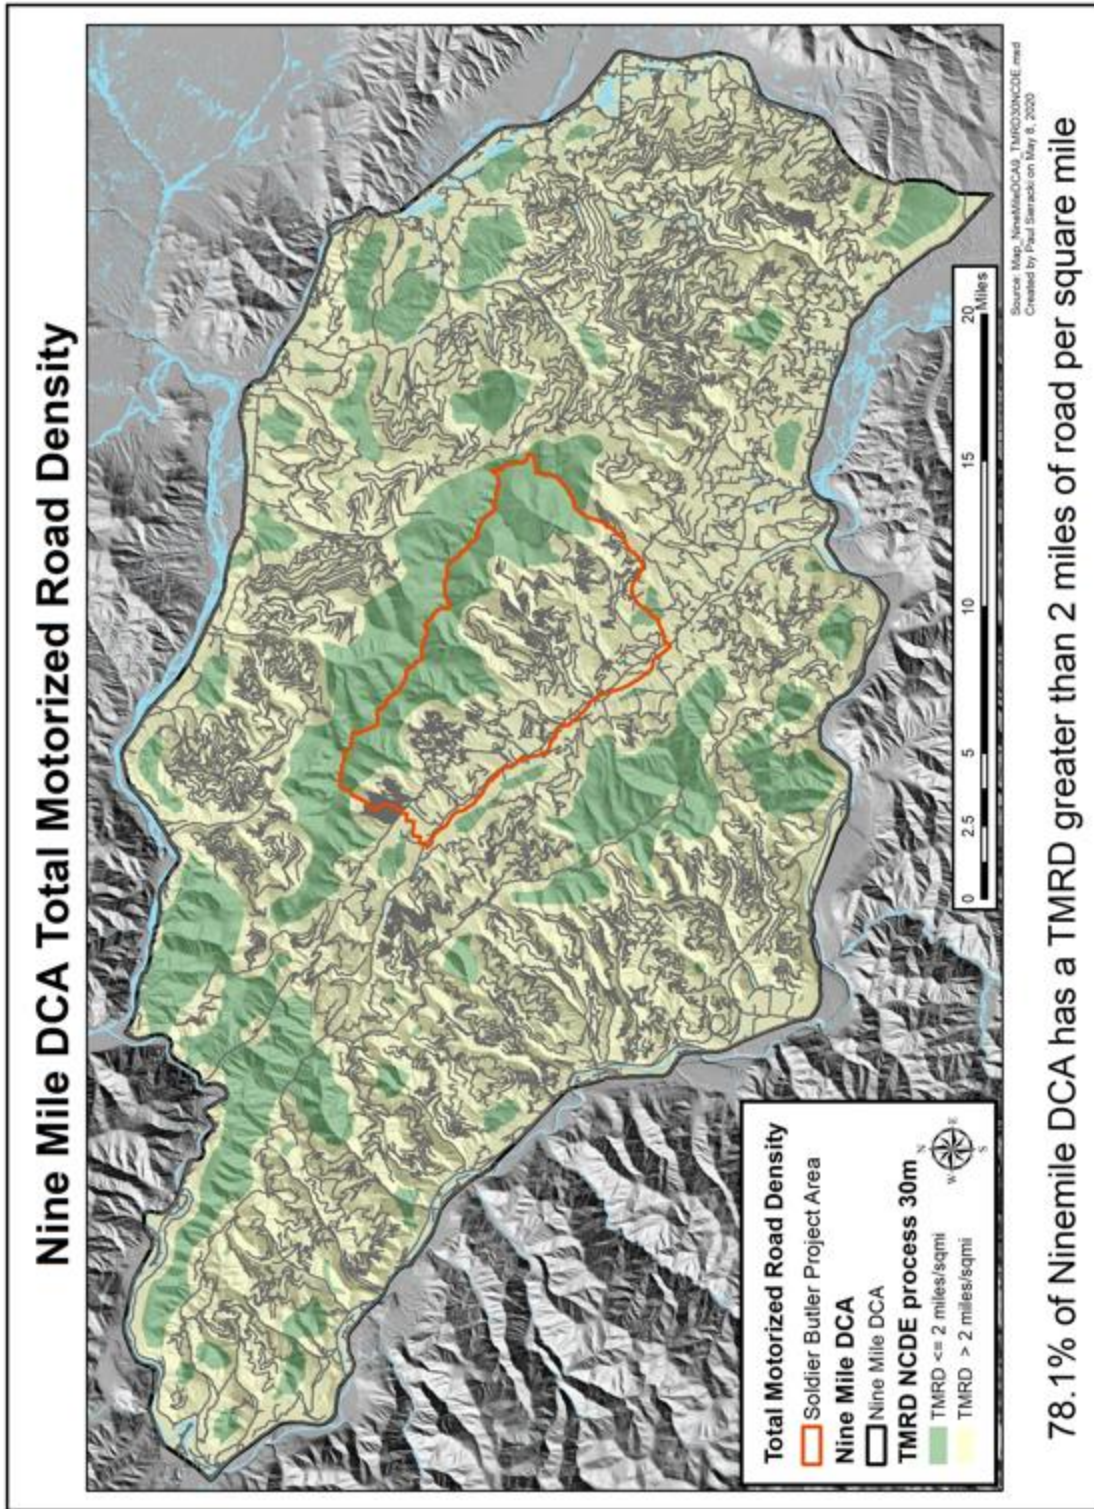 Nine Mile DCA Total Motorized Road Density
Total Motorized Road Density
Soldier Butler Project Area
Nine Mile DCA
Nine Mile DCA
TMRD NCDE process 30m
TMRD <= 2 miles/sqmi
TMRD > 2 miles/sqmi
N
E
S
W
0 2.5 5 10 15 20
Miles
Source: Map_NineMileDCA9_TMRD30NCDE.mxd
Created by Paul Sieracki on May 8, 2020
78.1% of Ninemile DCA has a TMRD greater than 2 miles of road per square mile